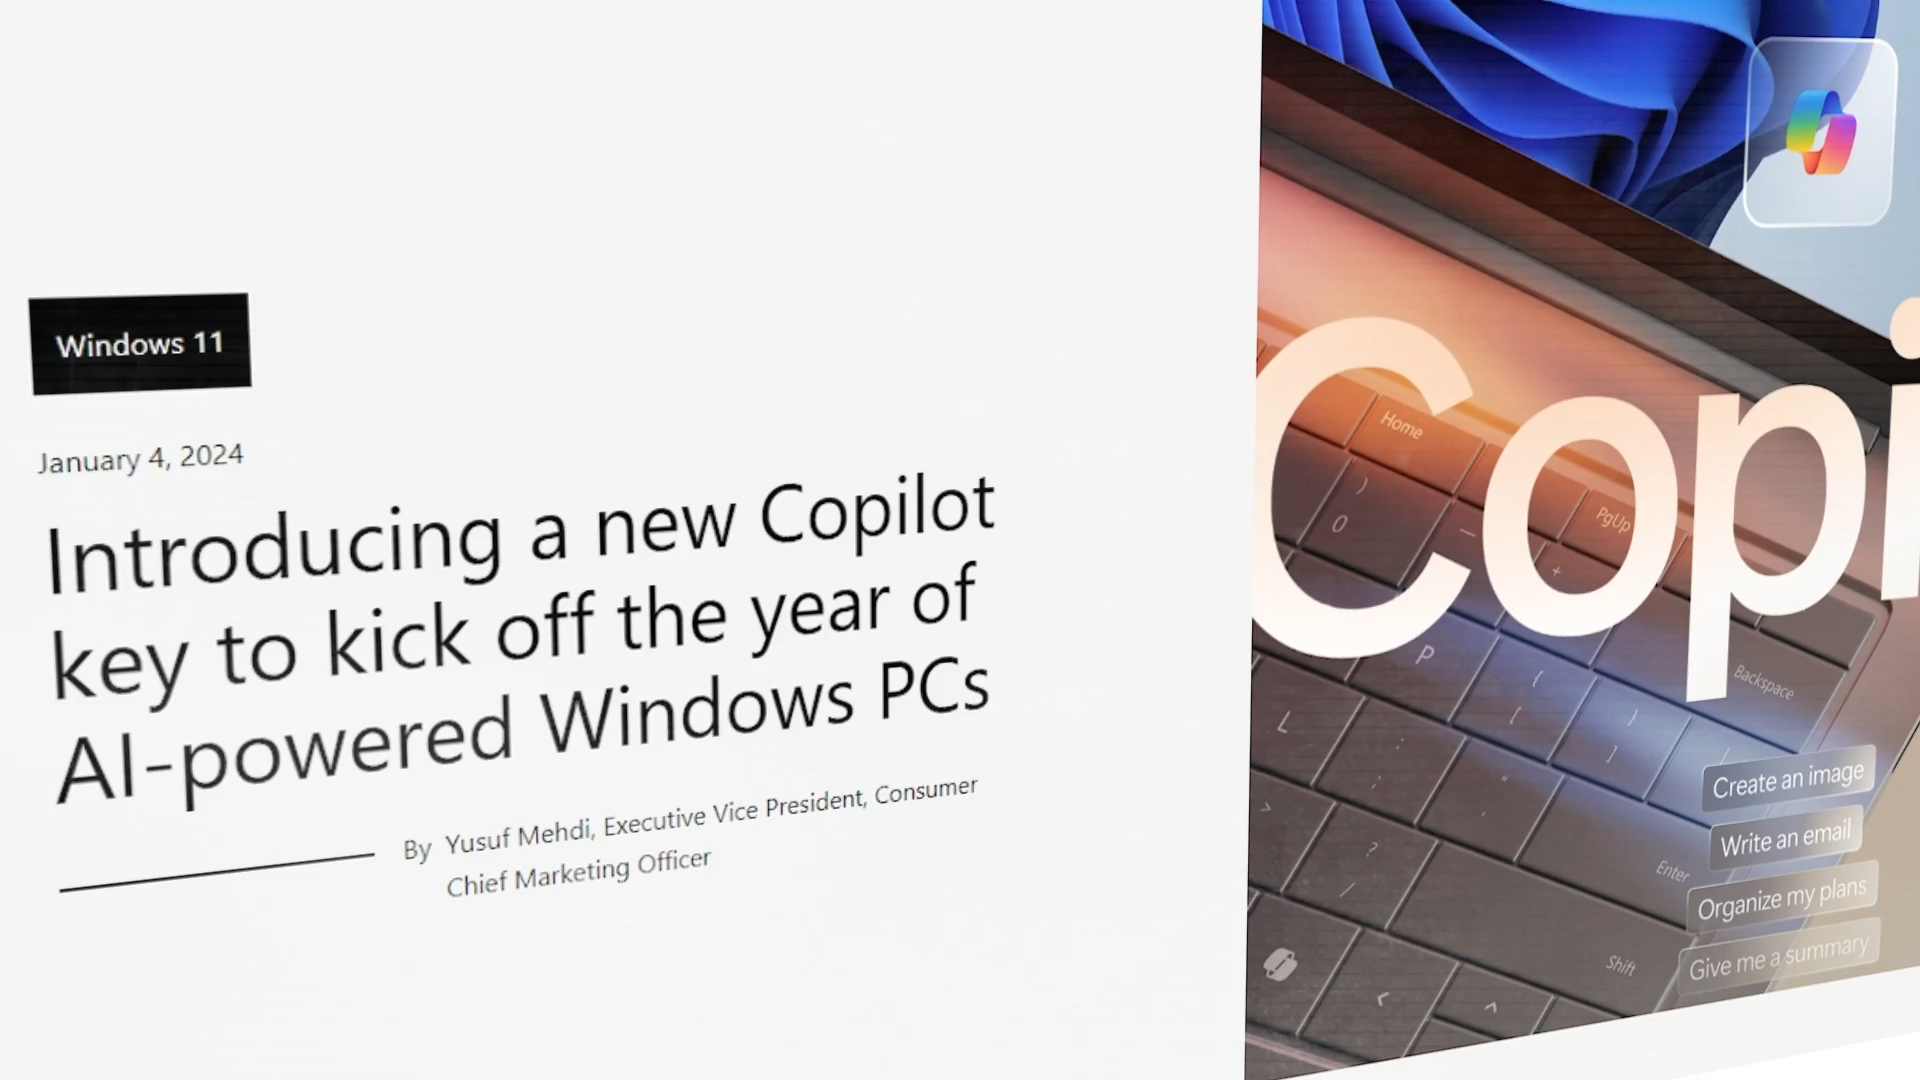 Windows 11
January 4, 2024
Introducing a new Copilot
key to kick off the year of
AI-powered Windows PCs
By Yusuf Mehdi, Executive Vice President, Consumer
Chief Marketing Officer
Copi
Home
)
0
—
PgUp
+
P
{
[
}
]
Backspace
L
:
;
"
'
Enter
>
?
/
Shift
<
^
Create an image
Write an email
Organize my plans
Give me a summary